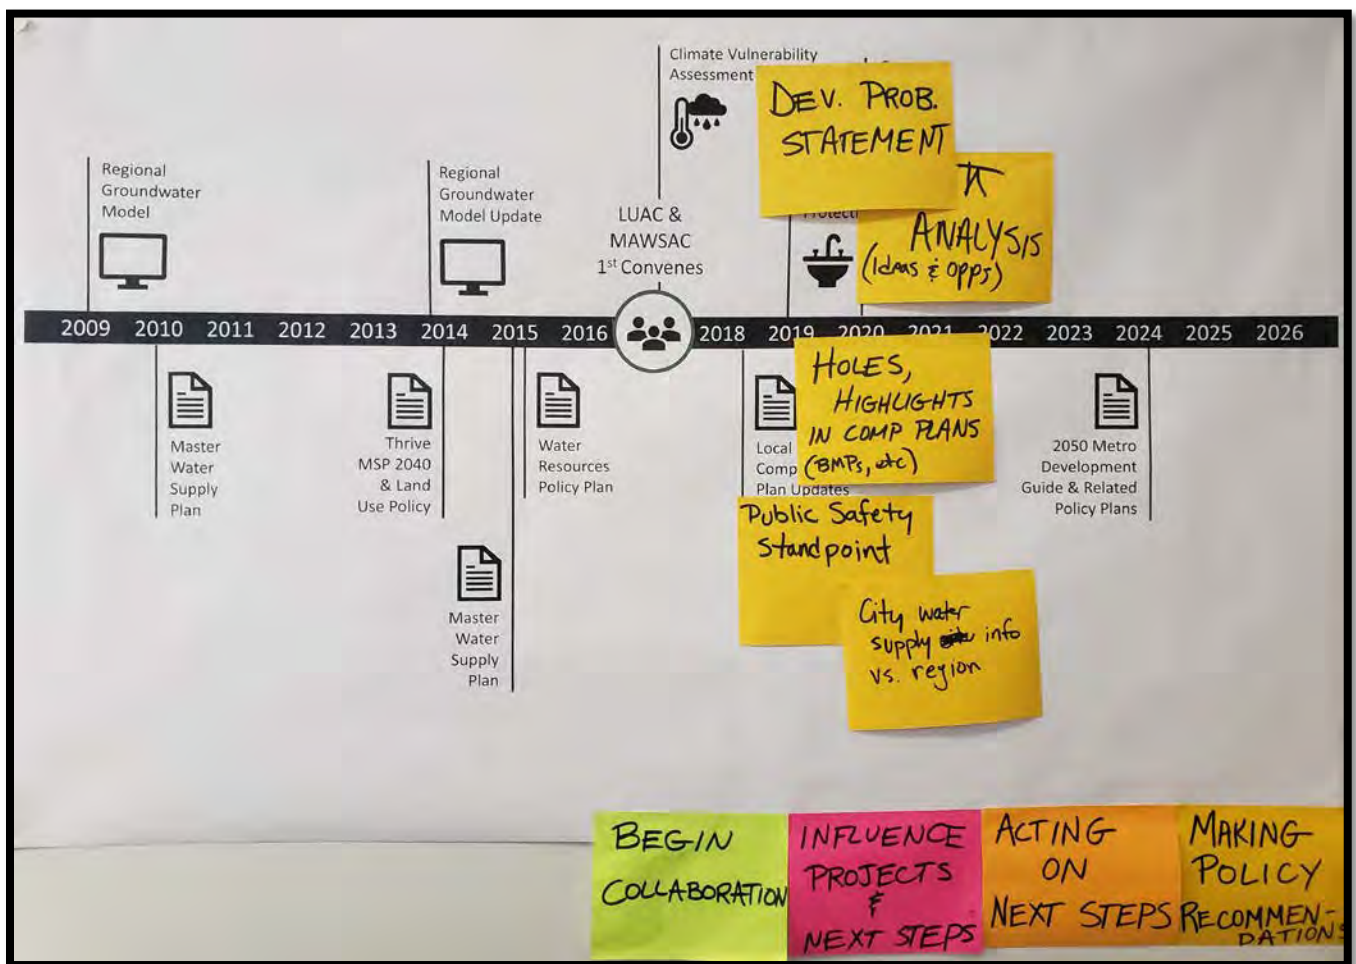 Climate Vulnerability
Assessment
DEV. PROB.
STATEMENT
Regional
Groundwater
Model
Regional
Groundwater
Model Update
LUAC &
MAWSAC
1st Convenes
ANALYSIS
(Ideas & opps)
2009 2010 2011 2012 2013 2014 2015 2016 2018 2019 2020 2021 2022 2023 2024 2025 2026
HOLES,
HIGHLIGHTS
IN COMP PLANS
(BMPs, etc)
Master
Water
Supply
Plan
Thrive
MSP 2040
& Land
Use Policy
Water
Resources
Policy Plan
Local
Comp
Plan Updates
2050 Metro
Development
Guide & Related
Policy Plans
Public Safety
Standpoint
Master
Water
Supply
Plan
City water
supply info
vs. region
BEGIN
COLLABORATION
INFLUENCE
PROJECTS
&
NEXT STEPS
ACTING
ON
NEXT STEPS
MAKING
POLICY
RECOMMEN-
DATIONS